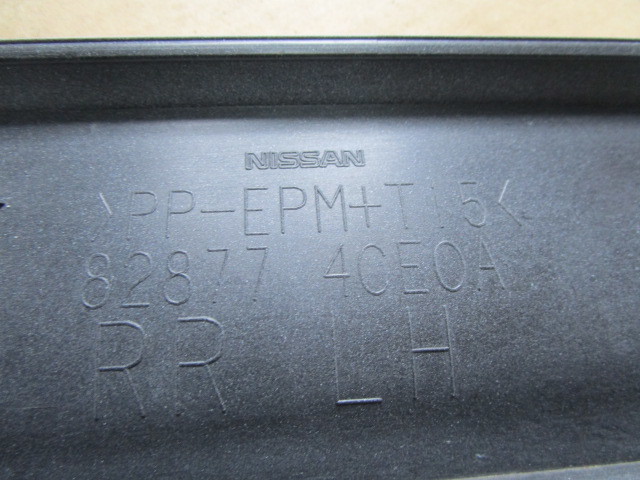 NISSAN
>PP-EPM+T15<
82877 4CE0A
RR LH